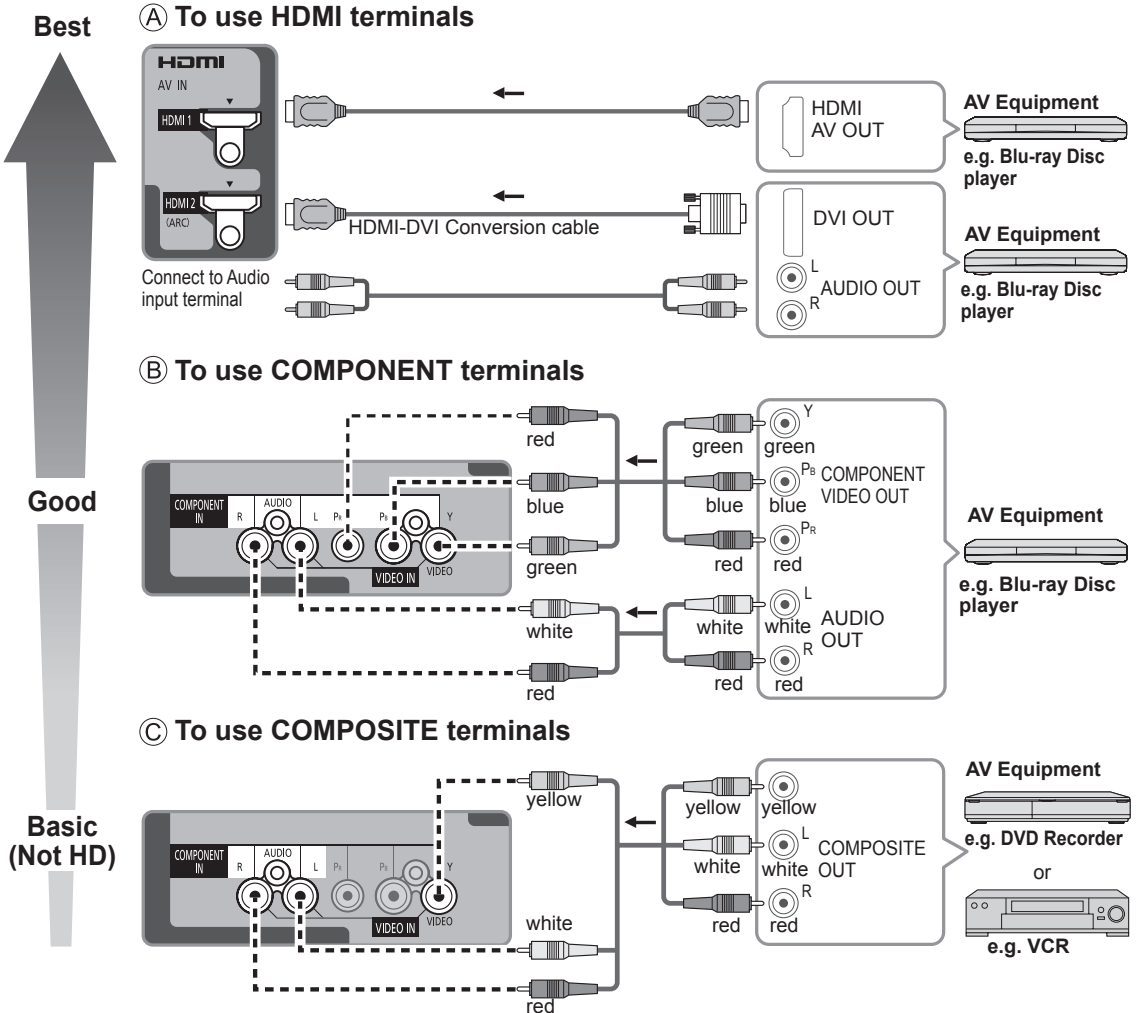 Best
Ⓐ To use HDMI terminals
HDMI
AV IN
HDMI 1
HDMI 2
(ARC)
HDMI
AV OUT
AV Equipment
e.g. Blu-ray Disc
player
HDMI-DVI Conversion cable
DVI OUT
L
AUDIO OUT
R
AV Equipment
e.g. Blu-ray Disc
player
Connect to Audio
input terminal
Ⓑ To use COMPONENT terminals
Good
COMPONENT
IN
R
AUDIO
L
PR
PB
Y
VIDEO IN
VIDEO
red
blue
green
white
red
green
blue
red
white
red
Y
green
PB
blue
PR
red
COMPONENT
VIDEO OUT
L
white
R
red
AUDIO
OUT
AV Equipment
e.g. Blu-ray Disc
player
Ⓒ To use COMPOSITE terminals
Basic
(Not HD)
COMPONENT
IN
R
AUDIO
L
PR
PB
Y
VIDEO IN
VIDEO
yellow
white
red
yellow
white
red
yellow
L
white
R
red
COMPOSITE
OUT
AV Equipment
e.g. DVD Recorder
or
e.g. VCR